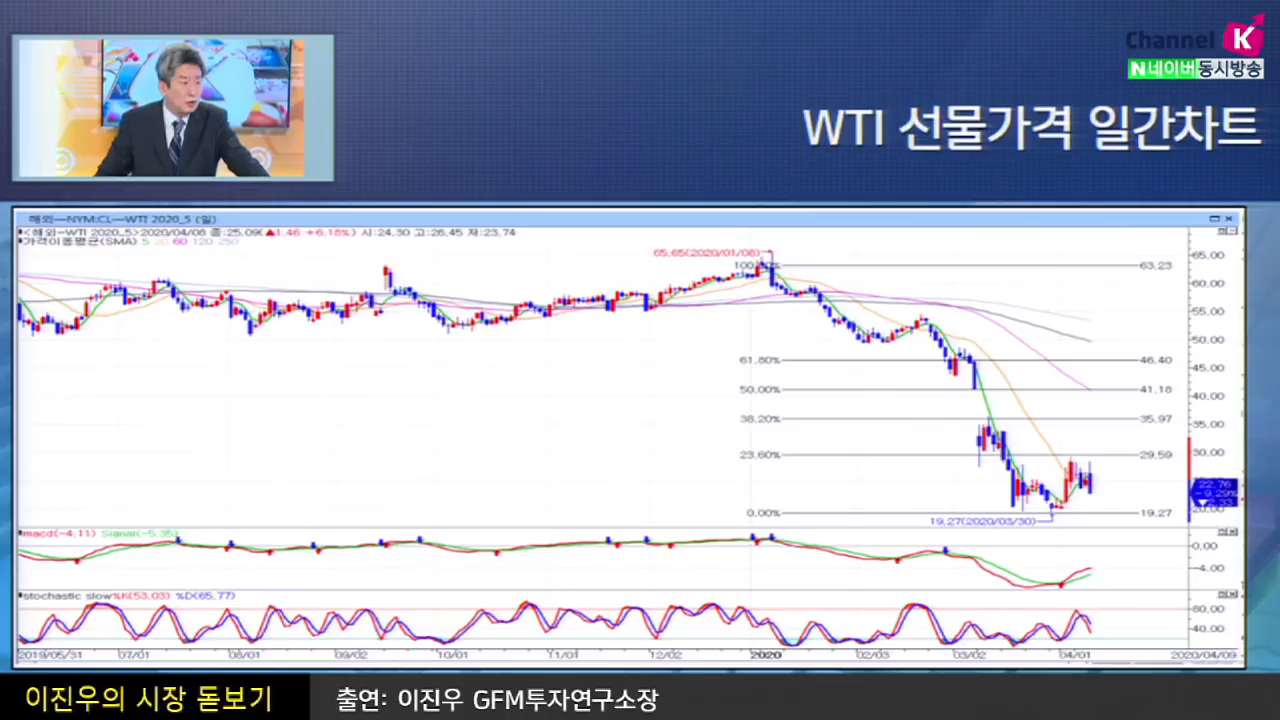 Channel K
N네이버 동시방송
WTI 선물가격 일간차트
해외—NYM:CL—WTI 2020_5 (일)
<해외-WTI 2020_5>2020/04/08 종:25,09(▲1,46 +6,18%) 시:24,30 고:26,45 저:23,74
가격이동평균(SMA) 5 20 60 120 250
65,65(2020/01/08)
63,23
65,00
60,00
55,00
50,00
61,80% 46,40
45,00
50,00% 41,18
40,00
38,20% 35,97
35,00
23,60% 29,59
30,00
22,76
-9,29%
0,00% 19,27
19,27(2020/03/30)
macd(-4,11) Signal(-5,35)
0,00
-4,00
stochastic slow%K(53,03) %D(65,77)
80,00
40,00
2019/05/31 07/01 08/01 09/02 10/01 11/01 12/02 2020 02/03 03/02 04/01 2020/04/09
이진우의 시장 돋보기
출연: 이진우 GFM투자연구소장